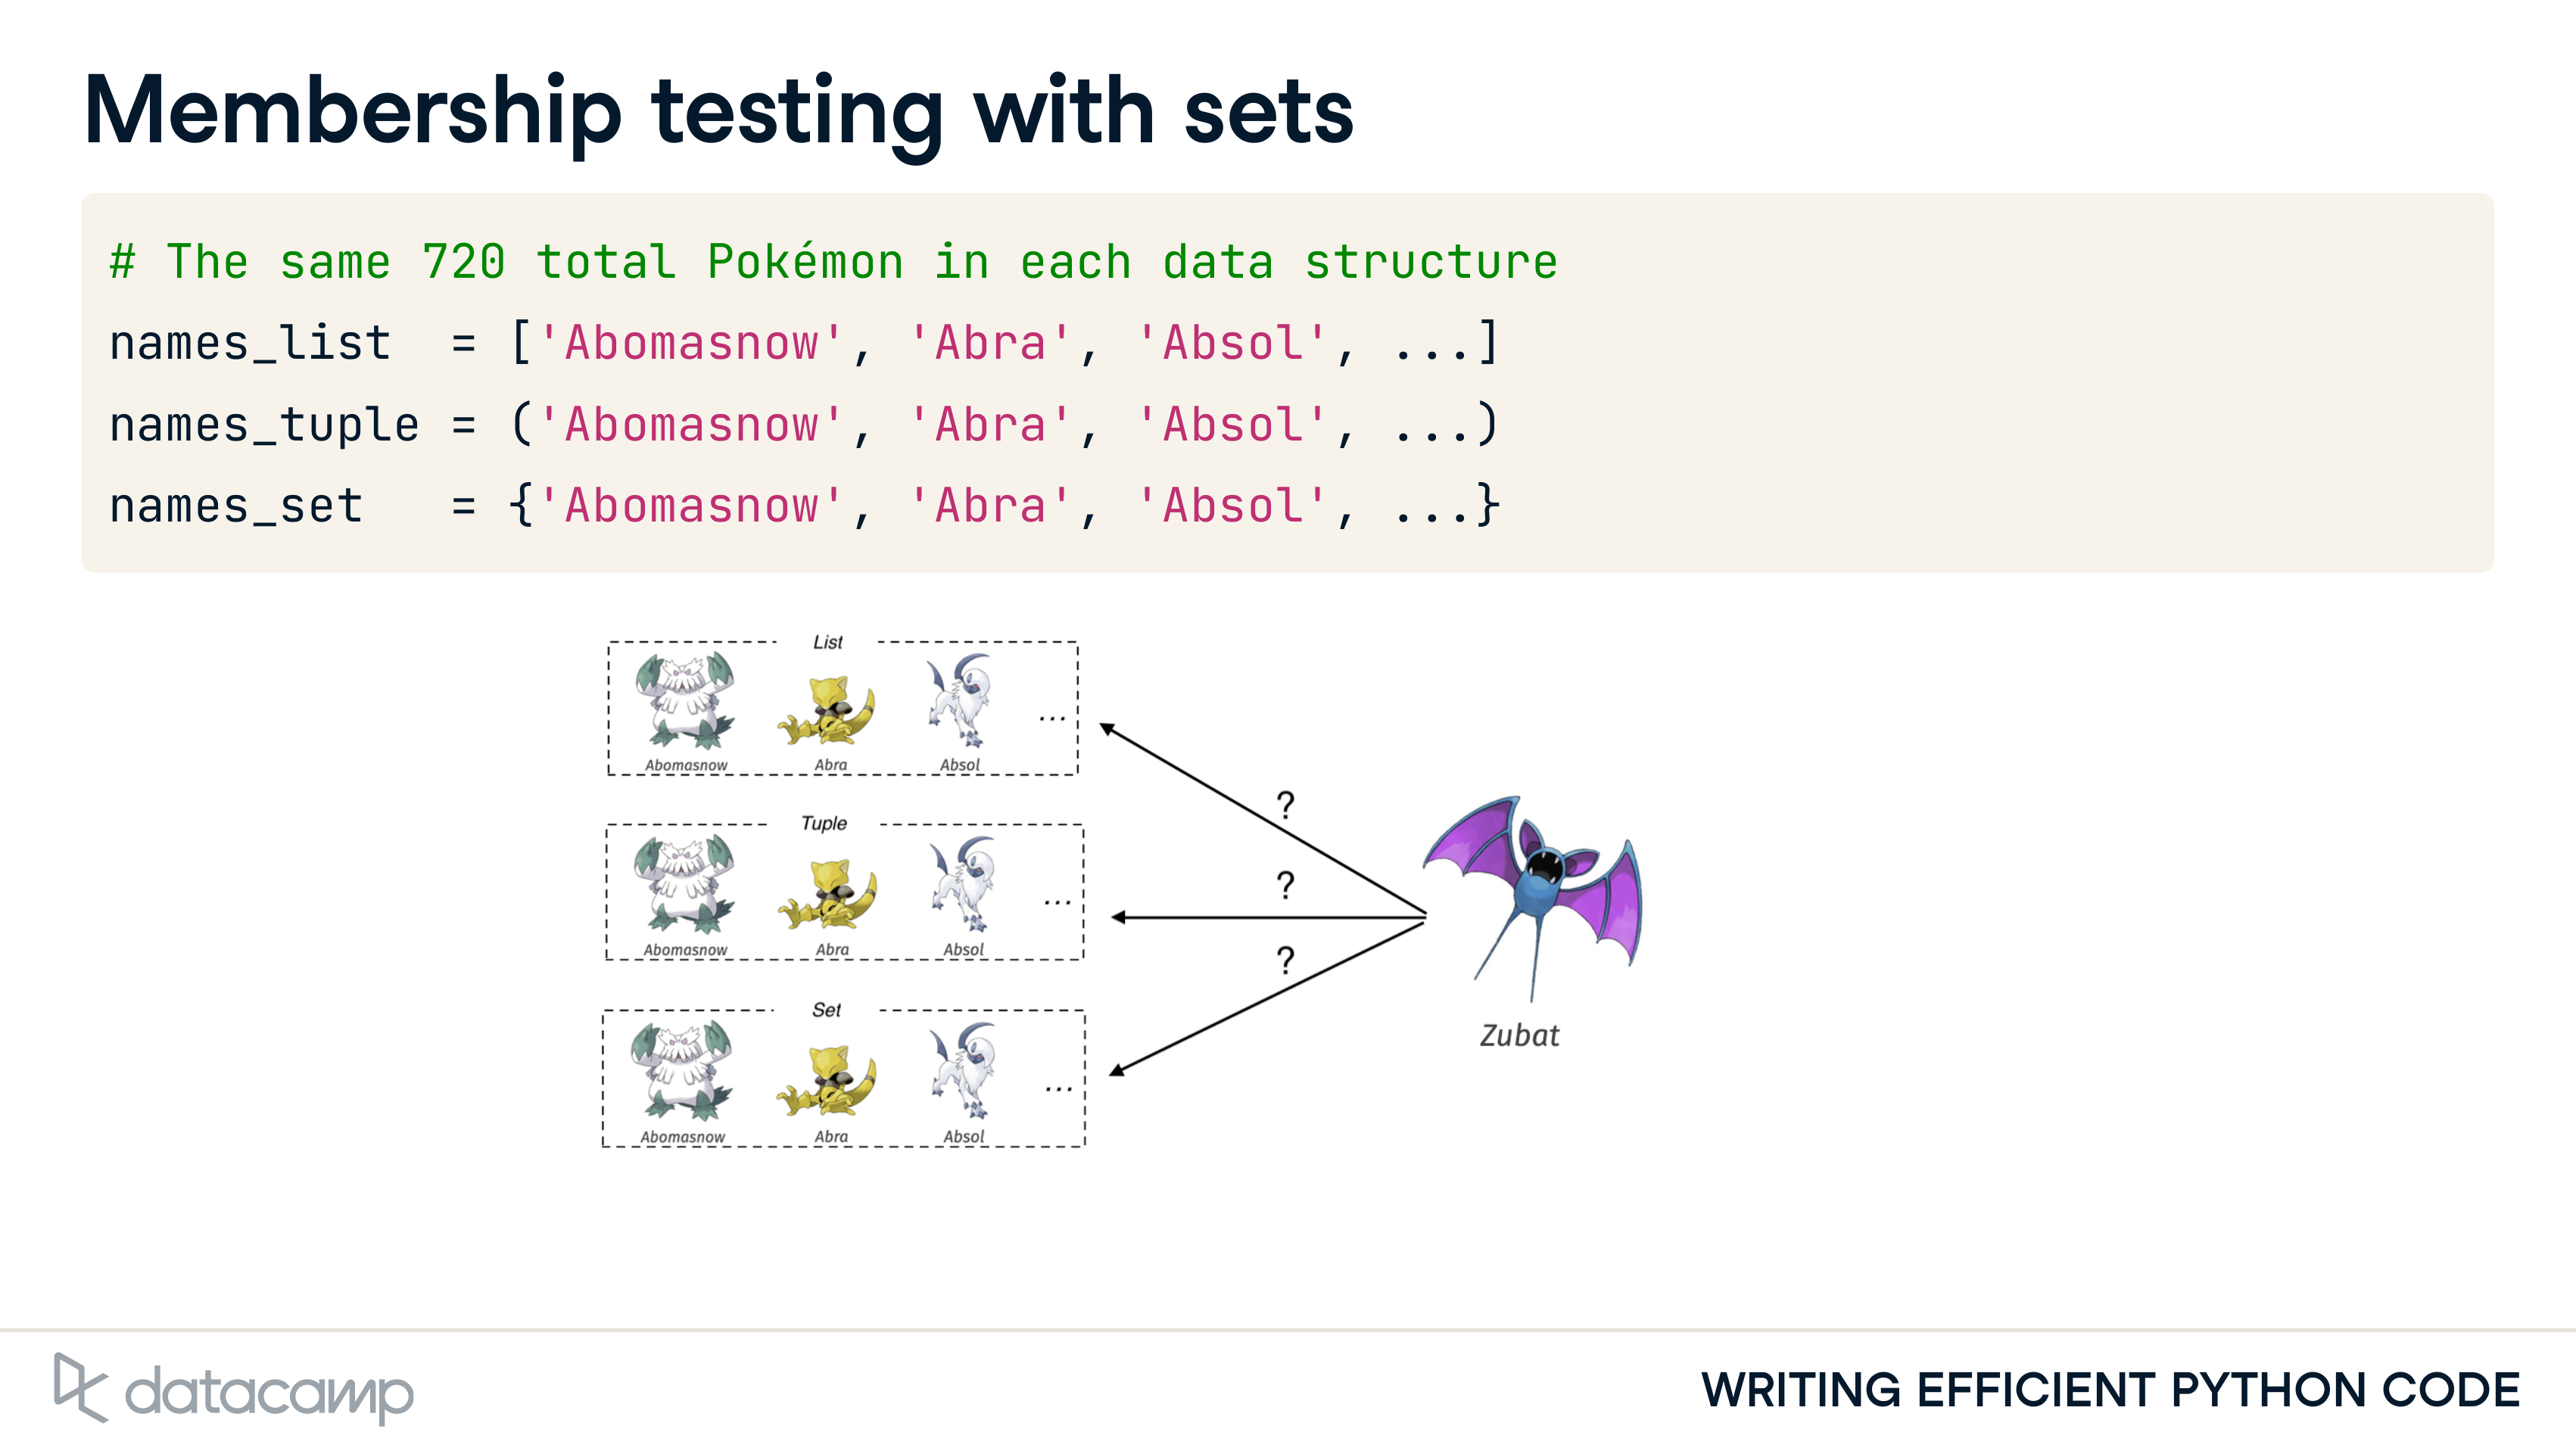 Membership testing with sets
# The same 720 total Pokémon in each data structure
names_list  = ['Abomasnow', 'Abra', 'Absol', ...]
names_tuple = ('Abomasnow', 'Abra', 'Absol', ...)
names_set   = {'Abomasnow', 'Abra', 'Absol', ...}
List
...
Abomasnow Abra Absol
?
Tuple
?
...
Abomasnow Abra Absol
?
Set
Zubat
...
Abomasnow Abra Absol
datacamp
WRITING EFFICIENT PYTHON CODE